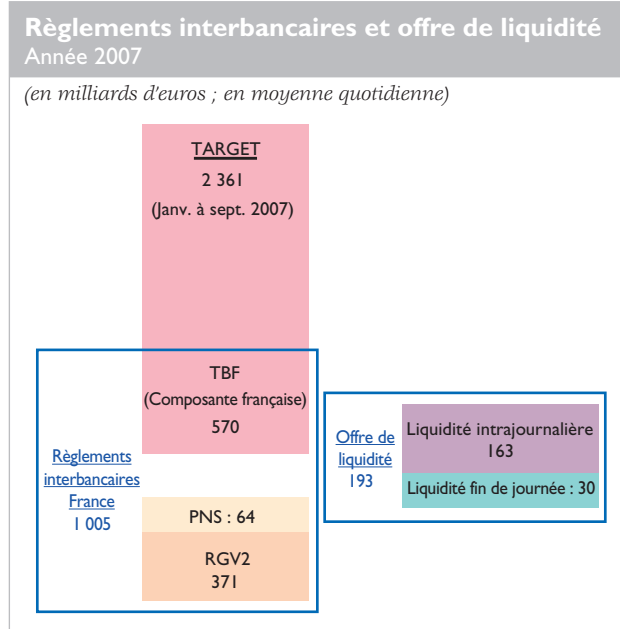 Règlements interbancaires et offre de liquidité
Année 2007
(en milliards d'euros ; en moyenne quotidienne)
TARGET
2 361
(Janv. à sept. 2007)
TBF
(Composante française)
570
Règlements
interbancaires
France
1 005
PNS : 64
RGV2
371
Offre de
liquidité
193
Liquidité intrajournalière
163
Liquidité fin de journée : 30